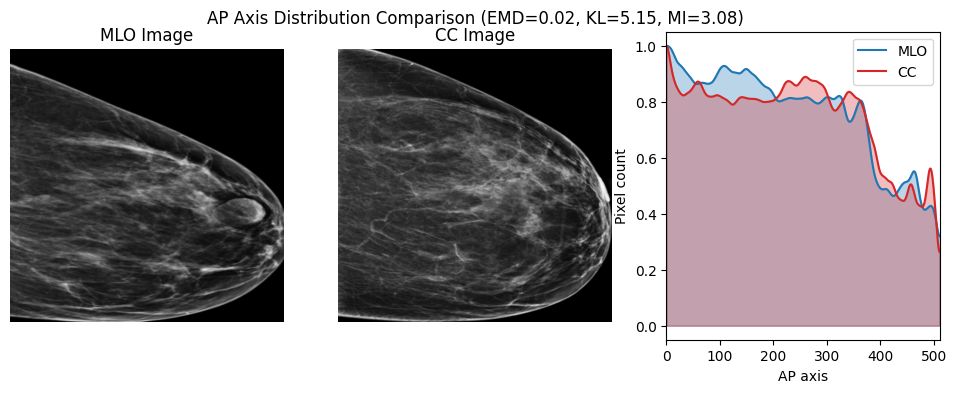 AP Axis Distribution Comparison (EMD=0.02, KL=5.15, MI=3.08)
MLO Image
CC Image
MLO
CC
Pixel count
1.0
0.8
0.6
0.4
0.2
0.0
0 100 200 300 400 500
AP axis